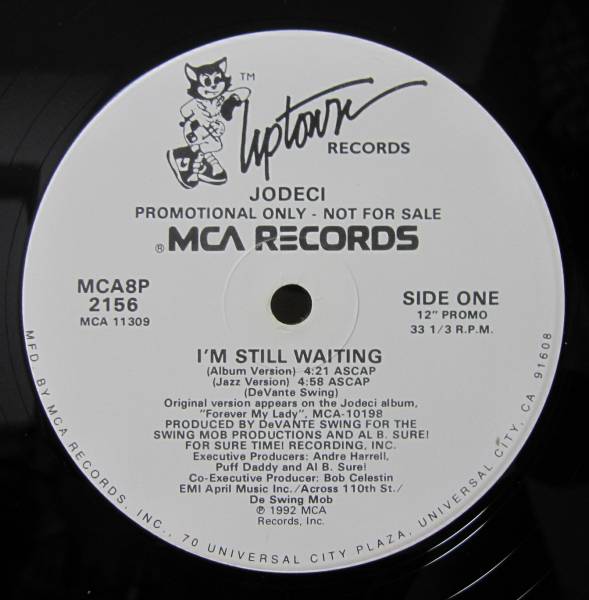 Uptown TM
RECORDS
JODECI
PROMOTIONAL ONLY - NOT FOR SALE
® MCA RECORDS
MCA8P
2156
MCA 11309
SIDE ONE
12" PROMO
33 1/3 R.P.M.
I'M STILL WAITING
(Album Version) 4:21 ASCAP
(Jazz Version) 4:58 ASCAP
(DeVante Swing)
Original version appears on the Jodeci album,
"Forever My Lady", MCA-10198
PRODUCED BY DeVANTE SWING FOR THE
SWING MOB PRODUCTIONS AND AL B. SURE!
FOR SURE TIME! RECORDING, INC.
Executive Producers: Andre Harrell,
Puff Daddy and Al B. Sure!
Co-Executive Producer: Bob Celestin
EMI April Music Inc./Across 110th St./
De Swing Mob
℗ 1992 MCA
Records, Inc.
MFD. BY MCA RECORDS, INC., 70 UNIVERSAL CITY PLAZA, UNIVERSAL CITY, CA. 91608